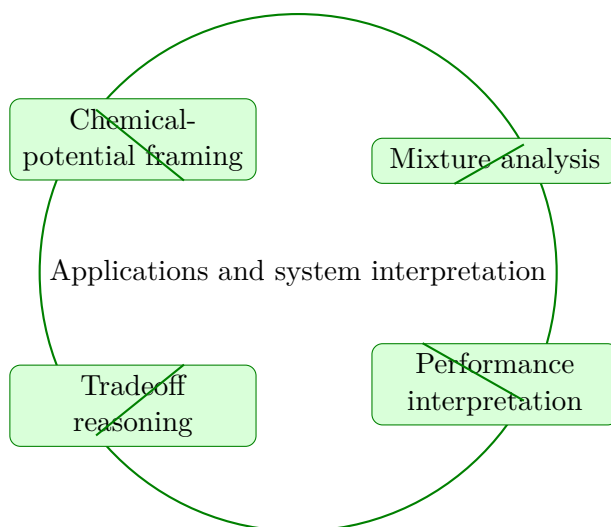 Chemical-
potential framing
Mixture analysis
Applications and system interpretation
Tradeoff
reasoning
Performance
interpretation